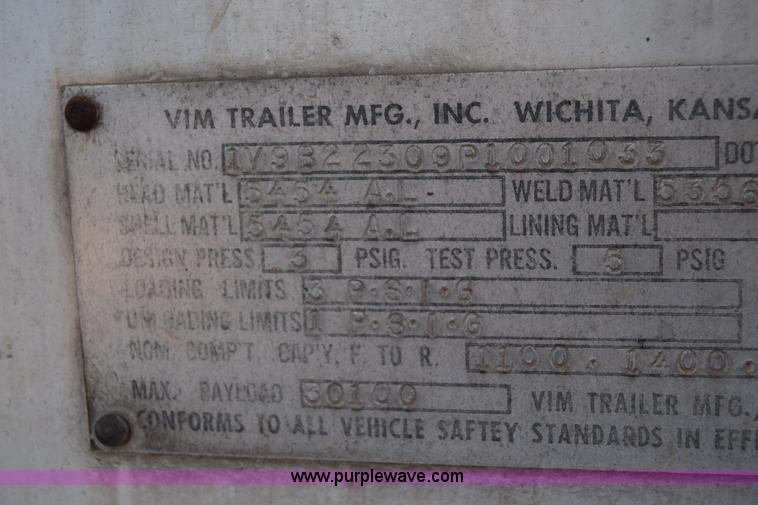 VIM TRAILER MFG., INC. WICHITA, KANSA
SERIAL NO. 1V9B22309P1001033 DO
HEAD MAT'L 5454 A.L. WELD MAT'L 5356
SHELL MAT'L 5454 A.L LINING MAT'L
DESIGN PRESS .3 PSIG. TEST PRESS. 5 PSIG
LOADING LIMITS 3 P.S.I.G
UNLOADING LIMITS 1 P.S.I.G
NOM. COMP'T. CAP'Y. F. TO R. 1100. 1400.
MAX. PAYLOAD 30100 VIM TRAILER MFG.,
CONFORMS TO ALL VEHICLE SAFTEY STANDARDS IN EFF
www.purplewave.com